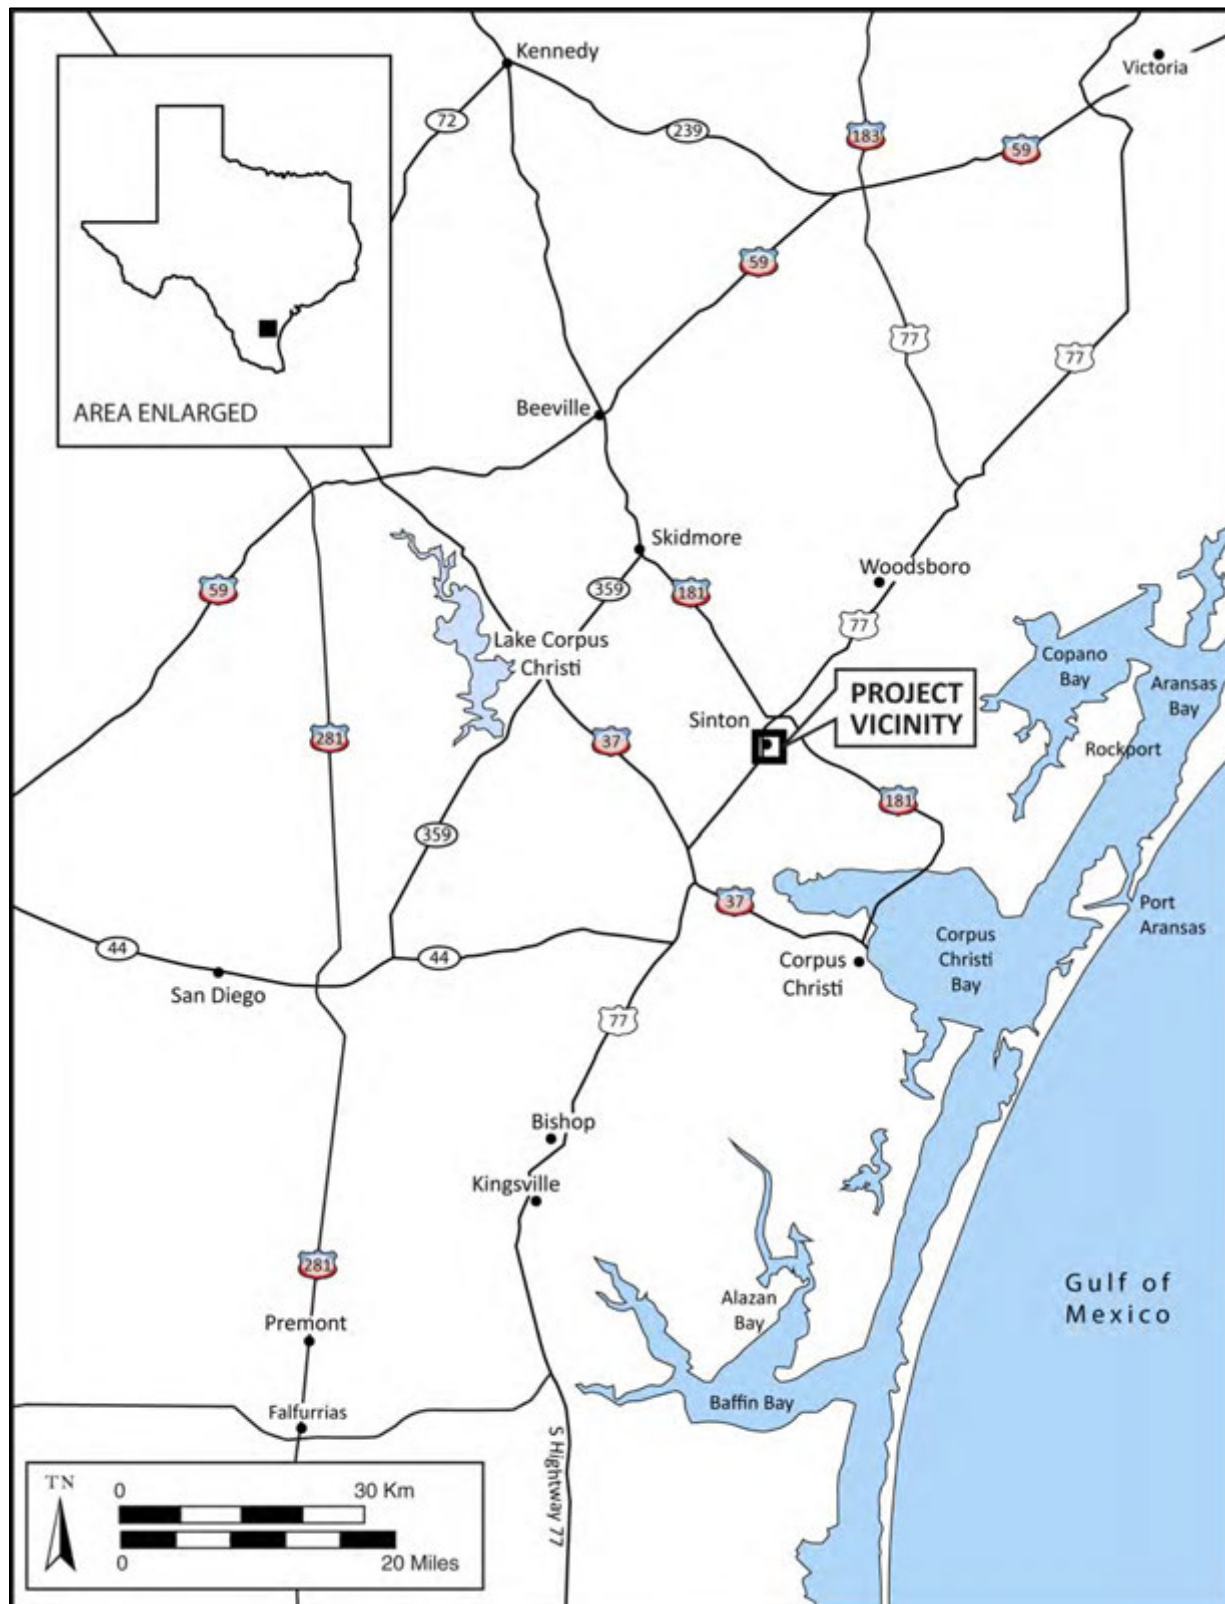 Kennedy
Victoria
72
239
183
59
59
77
77
AREA ENLARGED
Beeville
Skidmore
Woodsboro
59
359
181
77
Lake Corpus
Christi
Copano
Bay
Aransas
Bay
PROJECT
VICINITY
Sinton
281
37
Rockport
181
359
37
Port
Aransas
44
44
Corpus
Christi
Bay
Corpus
Christi
San Diego
77
Bishop
Kingsville
281
Alazan
Bay
Gulf of
Mexico
Premont
Baffin Bay
Falfurrias
S Hightway 77
TN
0
30 Km
0
20 Miles